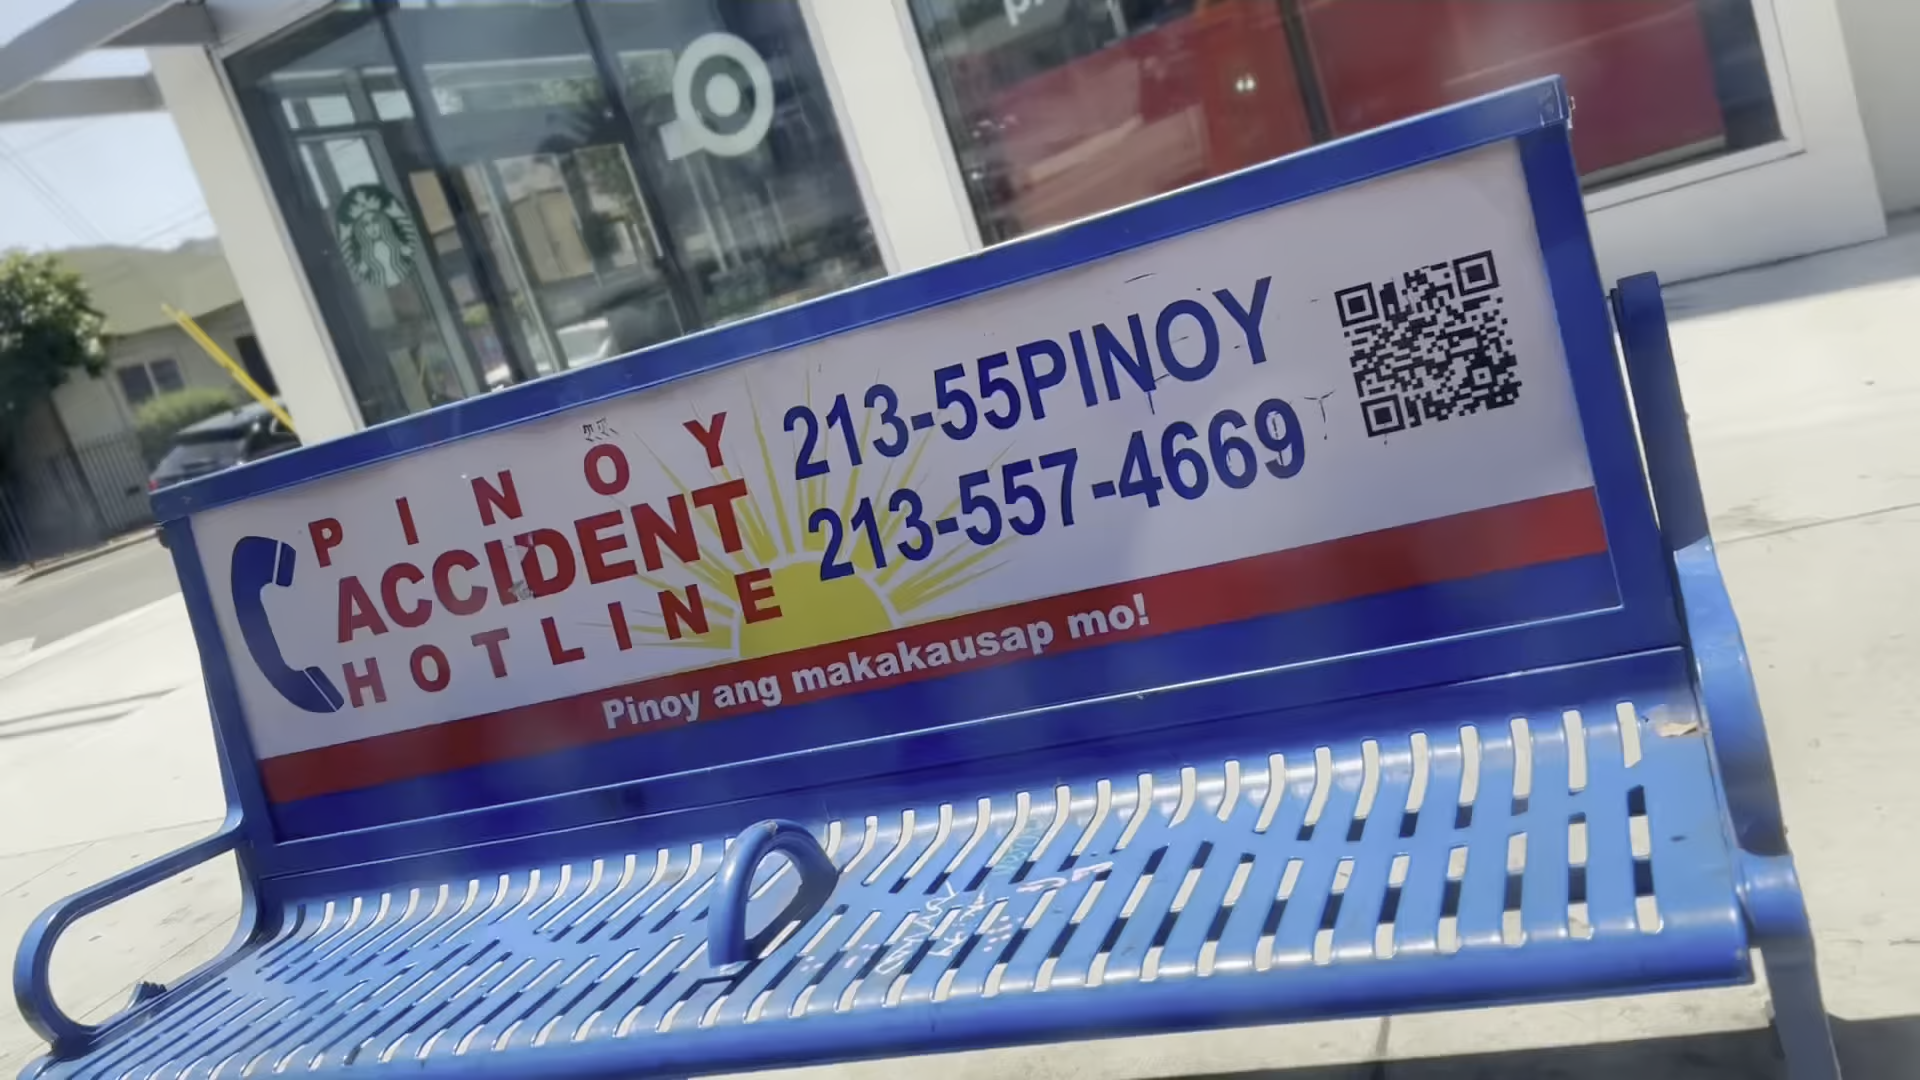 PINOY
ACCIDENT
HOTLINE
213-55PINOY
213-557-4669
Pinoy ang makakausap mo!